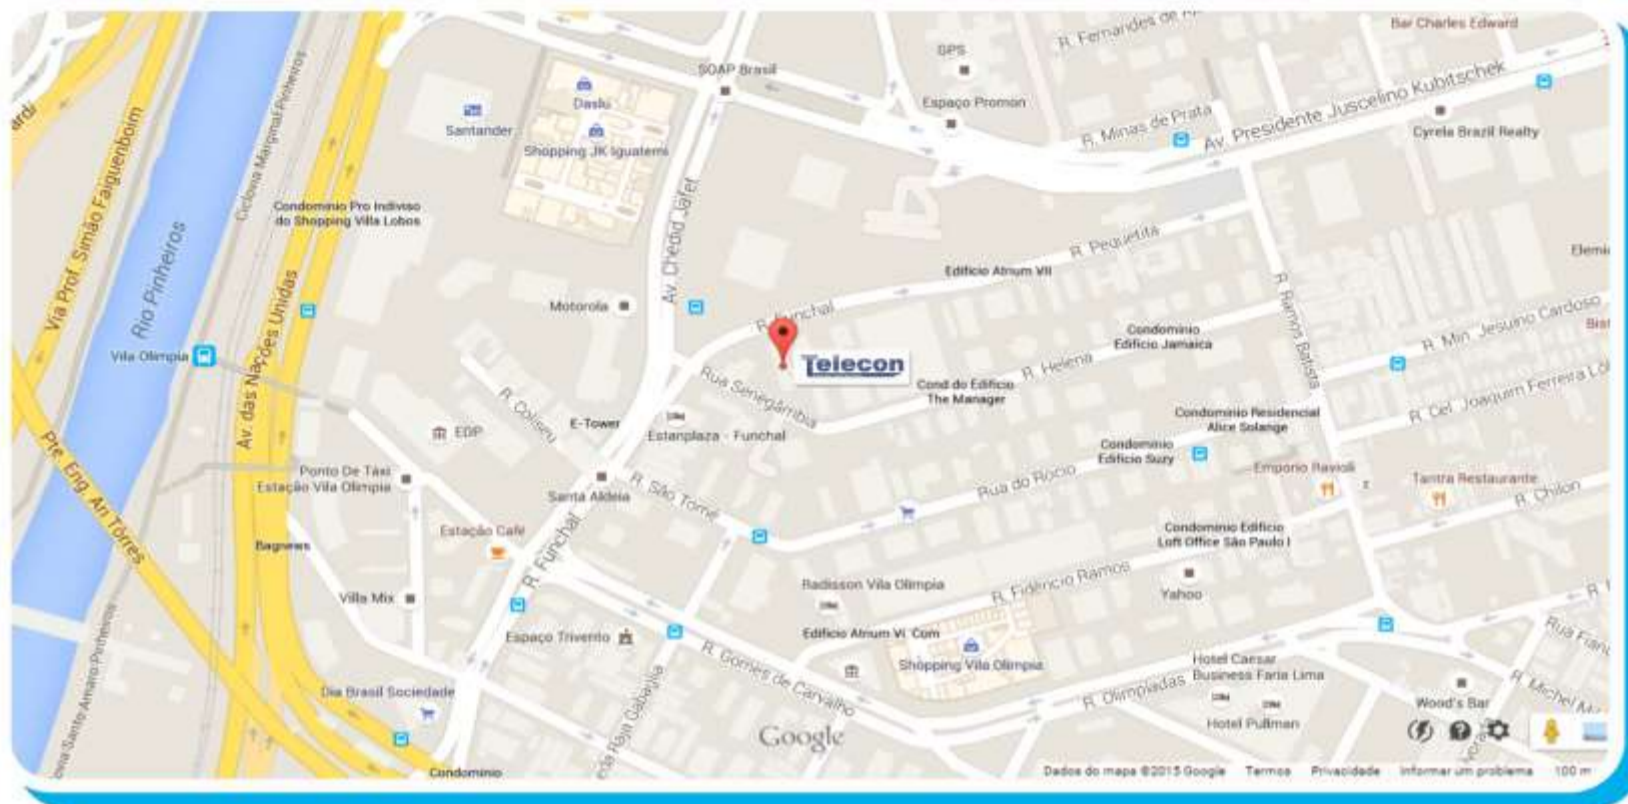 Bar Charles Edward
R. Fernandes de
GPS
SOAP Brasil
Daslu
Santander
Shopping JK Iguatemi
Espaço Promon
R. Minas de Prata
Av. Presidente Juscelino Kubitschek
Cyrela Brazil Realty
Via Prof. Simão Faiguenboim
Ciclovia Marginal Pinheiros
Rio Pinheiros
Condominio Pro Indiviso
do Shopping Villa Lobos
Av. Chedid Jafet
R. Pequetita
Edificio Atrium VII
Av. das Nações Unidas
Motorola
R. Funchal
R. Ramos Batista
R. Min. Jesuíno Cardoso
Vila Olimpia
Telecon
Condominio
Edificio Jamaica
R. Helena
Rua Senegâmbia
Cond do Edificio
The Manager
R. Coliseu
E-Tower
EDP
Estanplaza - Funchal
Condominio Residencial
Alice Solange
R. Cel. Joaquim Ferreira
Condominio
Edificio Suzy
Pte. Eng. Ari Tôrres
Ponto De Táxi
Estação Vila Olimpia
Santa Aldeia
R. São Tomé
Rua do Rocio
Emporio Ravioli
Tantra Restaurante
R. Chilon
Estação Café
Bagnews
R. Funchal
Condominio Edificio
Loft Office São Paulo I
Villa Mix
Radisson Vila Olimpia
R. Fidêncio Ramos
Yahoo
Espaço Trivento
Edificio Atrium Vi Com
Shopping Vila Olimpia
R. Gomes de Carvalho
Hotel Caesar
Business Faria Lima
Dia Brasil Sociedade
R. Olimpíadas
Wood's Bar
Hotel Pullman
Google
Condominio
Dados do mapa ©2015 Google Termos Privacidade Informar um problema 100 m